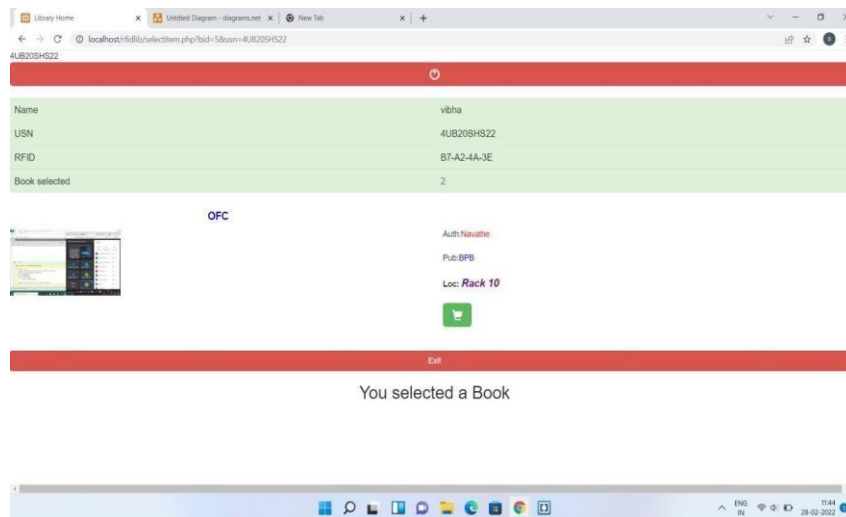 Library Home
Untitled Diagram - diagrams.net
New Tab
localhost/rfidlib/selectitem.php?bid=5&usn=4UB20SHS22
4UB20SHS22
Name vibha
USN 4UB20SHS22
RFID B7-A2-4A-3E
Book selected 2
OFC
Auth:Navathe
Pub:BPB
Loc: Rack 10
Exit
You selected a Book
ENG 11:44
IN 28-02-2022